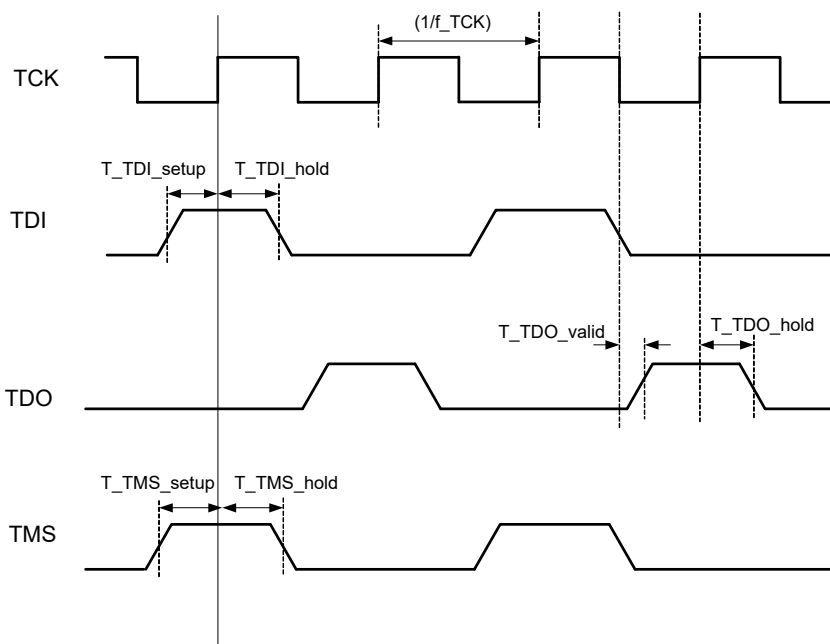 (1/f_TCK)
TCK
T_TDI_setup
T_TDI_hold
TDI
T_TDO_valid
T_TDO_hold
TDO
T_TMS_setup
T_TMS_hold
TMS